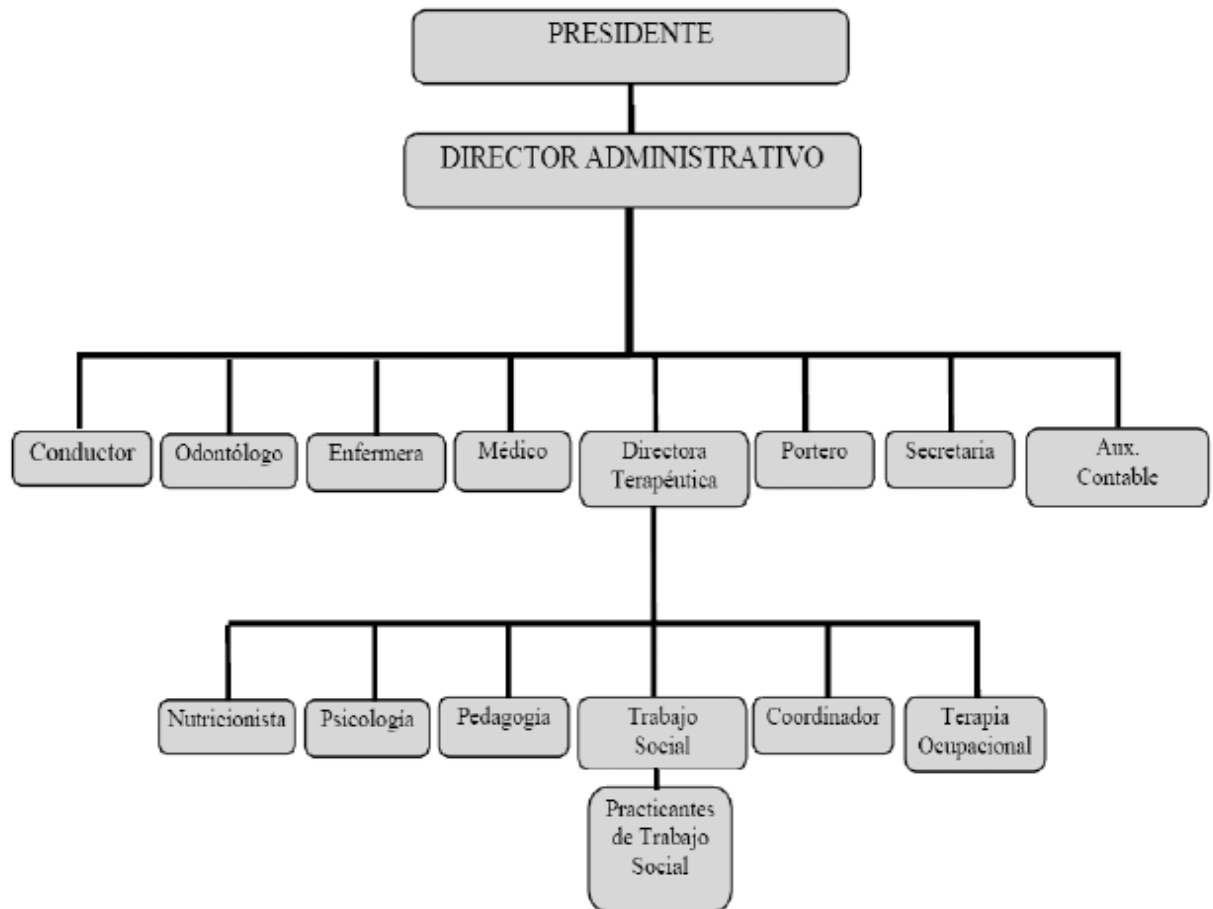 PRESIDENTE
DIRECTOR ADMINISTRATIVO
Conductor
Odontólogo
Enfermera
Médico
Directora
Terapéutica
Portero
Secretaria
Aux.
Contable
Nutricionista
Psicología
Pedagogia
Trabajo
Social
Coordinador
Terapia
Ocupacional
Practicantes
de Trabajo
Social